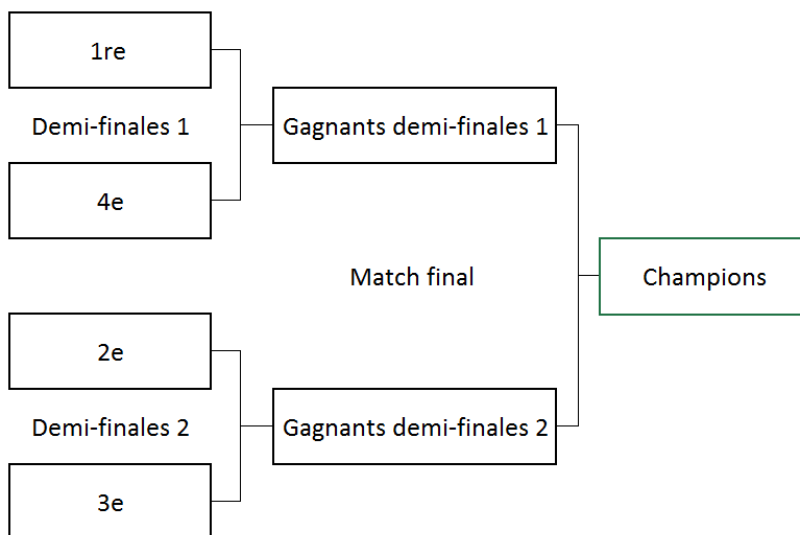 1re
Demi-finales 1
4e
Gagnants demi-finales 1
Match final
Champions
2e
Demi-finales 2
3e
Gagnants demi-finales 2